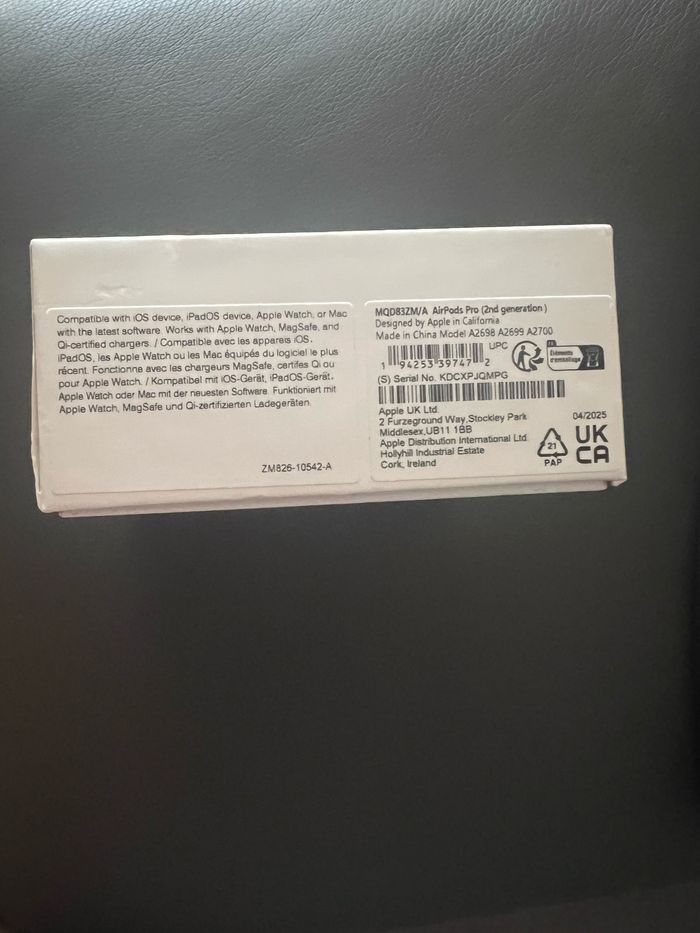 Compatible with iOS device, iPadOS device, Apple Watch, or Mac
with the latest software. Works with Apple Watch, MagSafe, and
Qi-certified chargers. / Compatible avec les appareis iOS,
iPadOS, les Apple Watch ou les Mac équipés du logiciel le plus
récent. Fonctionne avec les chargeurs MagSafe, certifes Qi ou
pour Apple Watch. / Kompatibel mit iOS-Gerät, iPadOS-Gerät,
Apple Watch oder Mac mit der neuesten Software. Funktioniert mit
Apple Watch, MagSafe und Qi-zertifizierten Ladegeräten.
ZM826-10542-A
MQD83ZM/A AirPods Pro (2nd generation)
Designed by Apple in California
Made in China Model A2698 A2699 A2700
UPC
1 94253 39747 2
FR
Éléments
d'emballage
(S) Serial No. KDCXPJQMPG
Apple UK Ltd.
2 Furzeground Way, Stockley Park
Middlesex, UB11 1BB
Apple Distribution International Ltd.
Hollyhill Industrial Estate
Cork, Ireland
04/2025
21
PAP
UK
CA